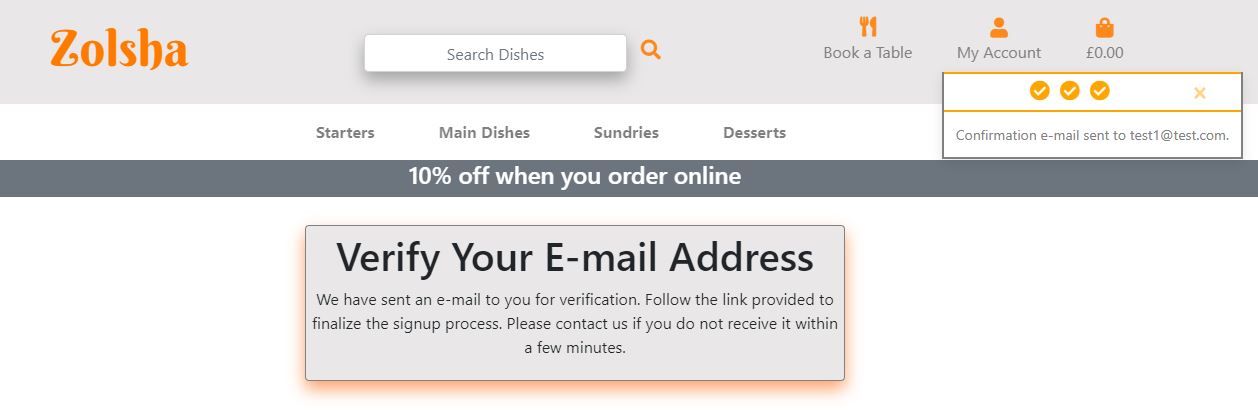 Zolsha
Search Dishes
Book a Table
My Account
£0.00
Confirmation e-mail sent to test1@test.com.
Starters
Main Dishes
Sundries
Desserts
10% off when you order online
Verify Your E-mail Address
We have sent an e-mail to you for verification. Follow the link provided to
finalize the signup process. Please contact us if you do not receive it within
a few minutes.